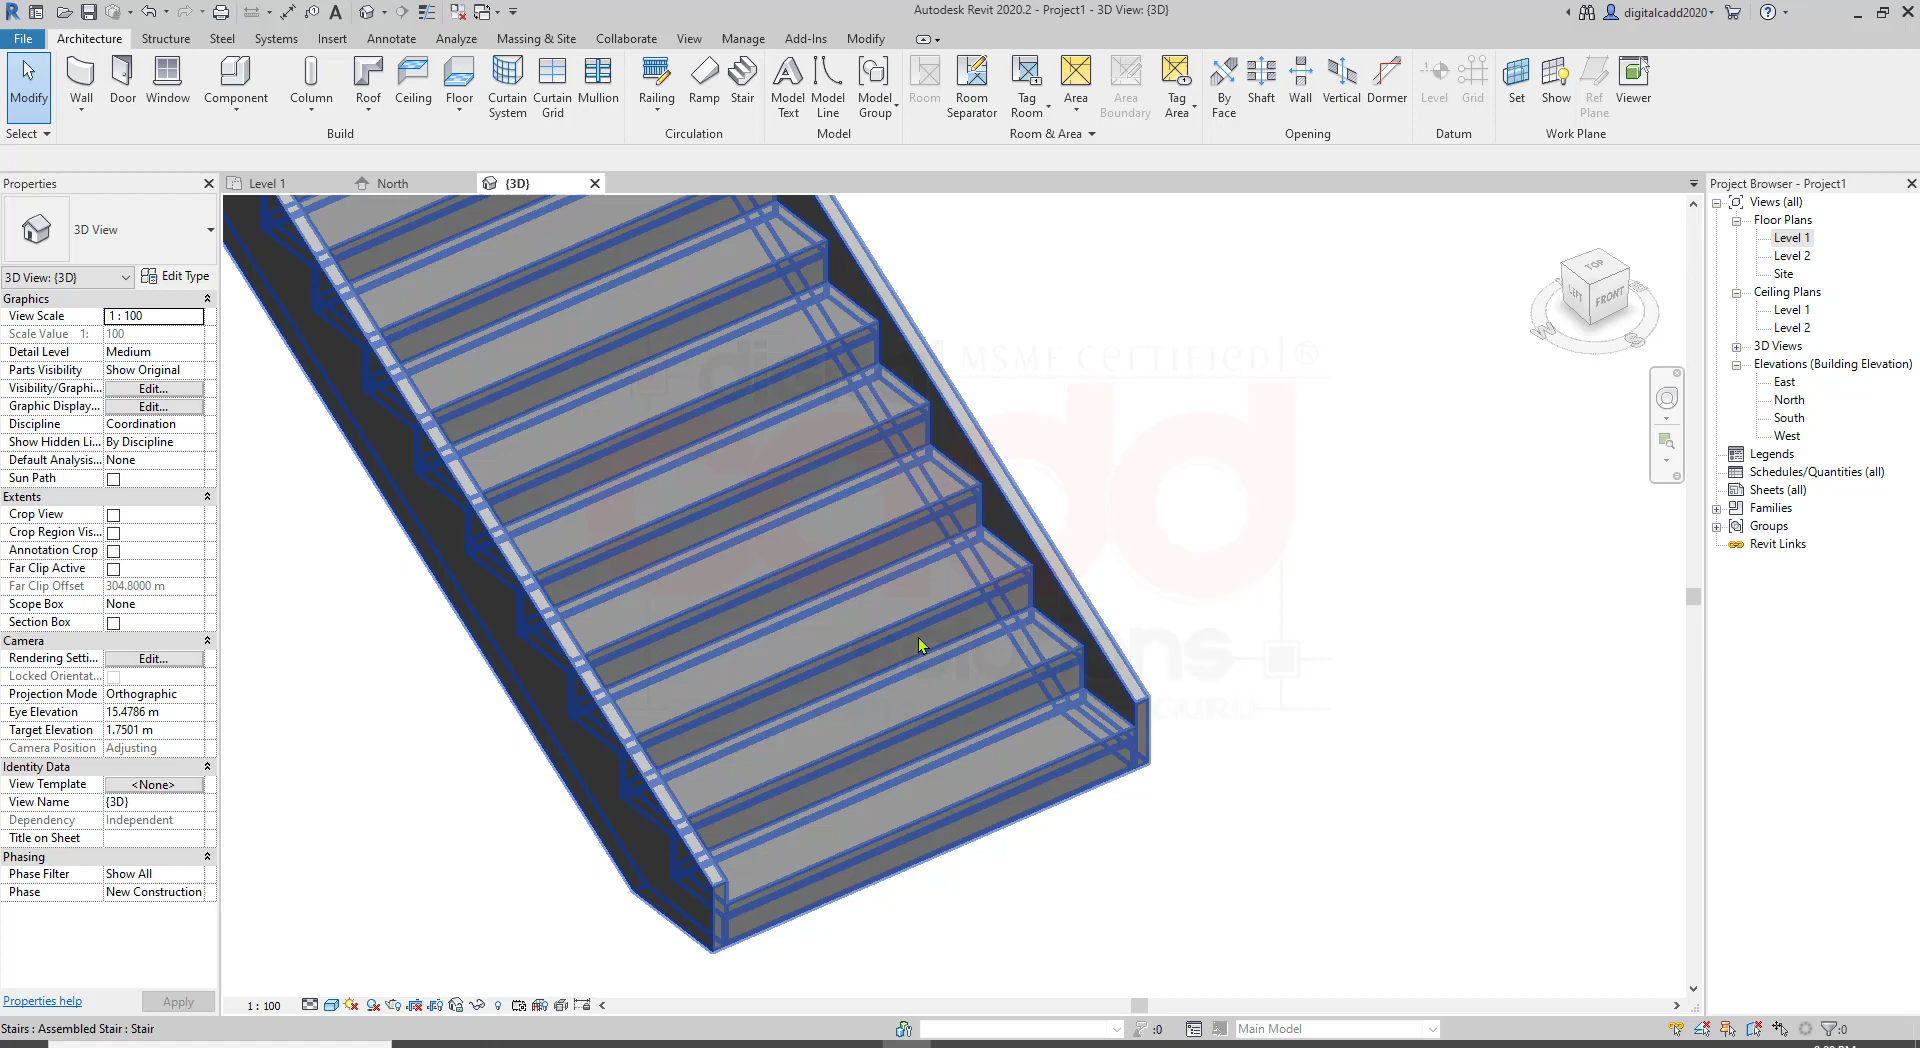 Autodesk Revit 2020.2 - Project1 - 3D View: {3D}
digitalcadd2020
File Architecture Structure Steel Systems Insert Annotate Analyze Massing & Site Collaborate View Manage Add-Ins Modify
Modify Wall Door Window Component Column Roof Ceiling Floor Curtain System Curtain Grid Mullion Railing Ramp Stair Model Text Model Line Model Group Room Room Separator Tag Room Area Area Boundary Tag Area By Face Shaft Wall Vertical Dormer Level Grid Set Show Ref Plane Viewer
Select Build Circulation Model Room & Area Opening Datum Work Plane
Properties
Level 1 North {3D}
3D View
3D View: {3D} Edit Type
Graphics
View Scale 1 : 100
Scale Value 1: 100
Detail Level Medium
Parts Visibility Show Original
Visibility/Graphi... Edit...
Graphic Display... Edit...
Discipline Coordination
Show Hidden Li... By Discipline
Default Analysis... None
Sun Path
Extents
Crop View
Crop Region Vis...
Annotation Crop
Far Clip Active
Far Clip Offset 304.8000 m
Scope Box None
Section Box
Camera
Rendering Setti... Edit...
Locked Orientat...
Projection Mode Orthographic
Eye Elevation 15.4786 m
Target Elevation 1.7501 m
Camera Position Adjusting
Identity Data
View Template <None>
View Name {3D}
Dependency Independent
Title on Sheet
Phasing
Phase Filter Show All
Phase New Construction
Properties help Apply
MSME CERTIFIED ®
GURU
TOP
LEFT FRONT
W S
Project Browser - Project1
Views (all)
Floor Plans
Level 1
Level 2
Site
Ceiling Plans
Level 1
Level 2
3D Views
Elevations (Building Elevation)
East
North
South
West
Legends
Schedules/Quantities (all)
Sheets (all)
Families
Groups
Revit Links
1 : 100
Stairs : Assembled Stair : Stair
:0
Main Model
:0